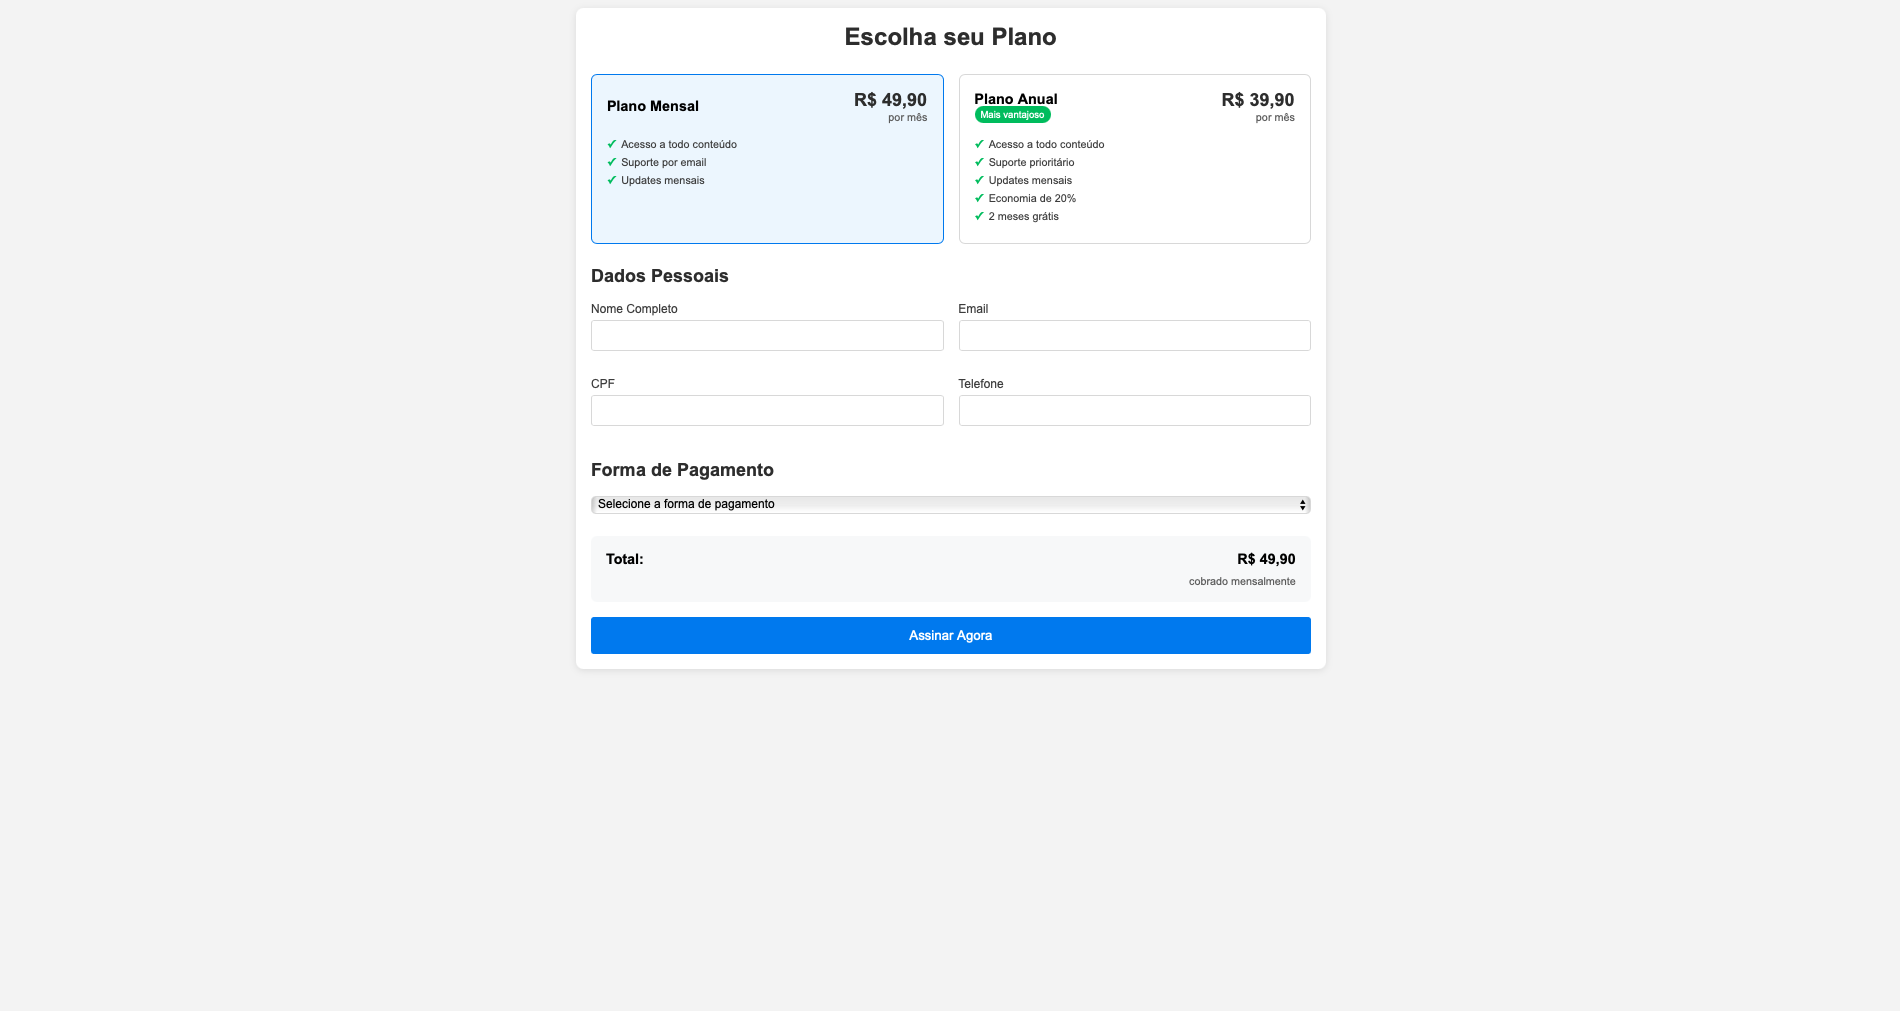 Escolha seu Plano
Plano Mensal
R$ 49,90
por mês
✔ Acesso a todo conteúdo
✔ Suporte por email
✔ Updates mensais
Plano Anual
Mais vantajoso
R$ 39,90
por mês
✔ Acesso a todo conteúdo
✔ Suporte prioritário
✔ Updates mensais
✔ Economia de 20%
✔ 2 meses grátis
Dados Pessoais
Nome Completo
Email
CPF
Telefone
Forma de Pagamento
Selecione a forma de pagamento
Total:
R$ 49,90
cobrado mensalmente
Assinar Agora